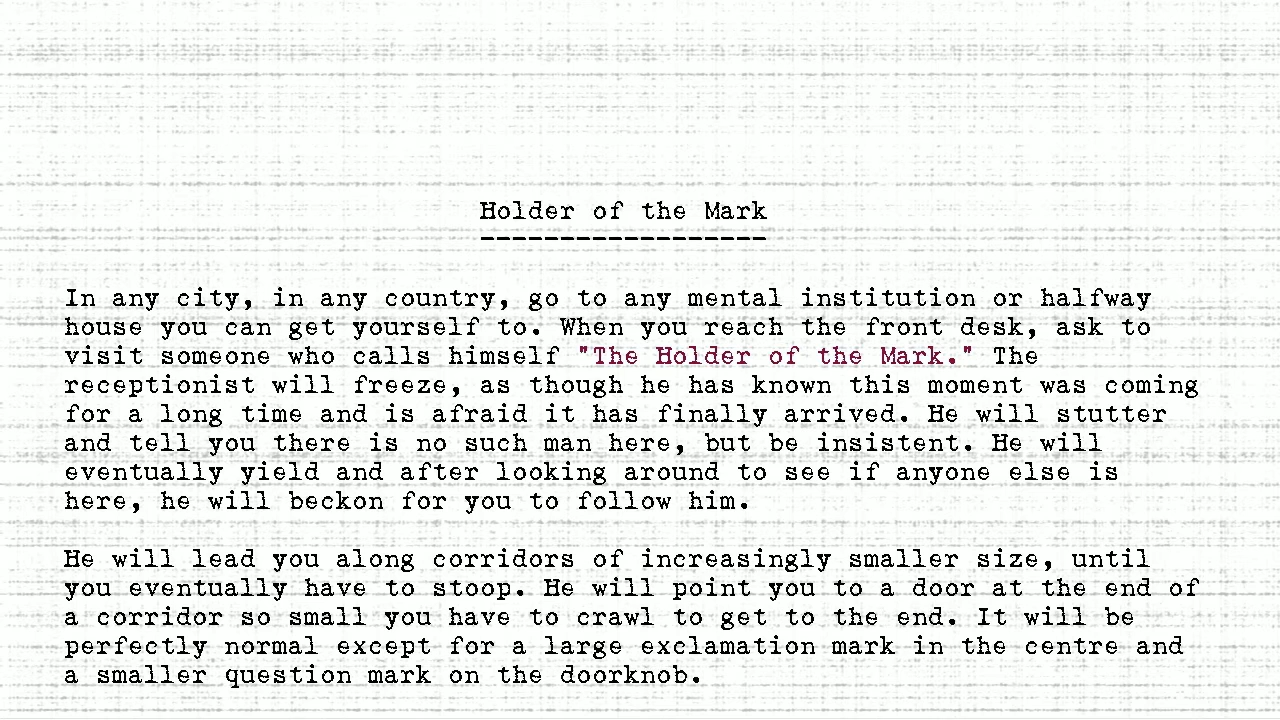 Holder of the Mark
------------------
In any city, in any country, go to any mental institution or halfway
house you can get yourself to. When you reach the front desk, ask to
visit someone who calls himself "The Holder of the Mark." The
receptionist will freeze, as though he has known this moment was coming
for a long time and is afraid it has finally arrived. He will stutter
and tell you there is no such man here, but be insistent. He will
eventually yield and after looking around to see if anyone else is
here, he will beckon for you to follow him.
He will lead you along corridors of increasingly smaller size, until
you eventually have to stoop. He will point you to a door at the end of
a corridor so small you have to crawl to get to the end. It will be
perfectly normal except for a large exclamation mark in the centre and
a smaller question mark on the doorknob.